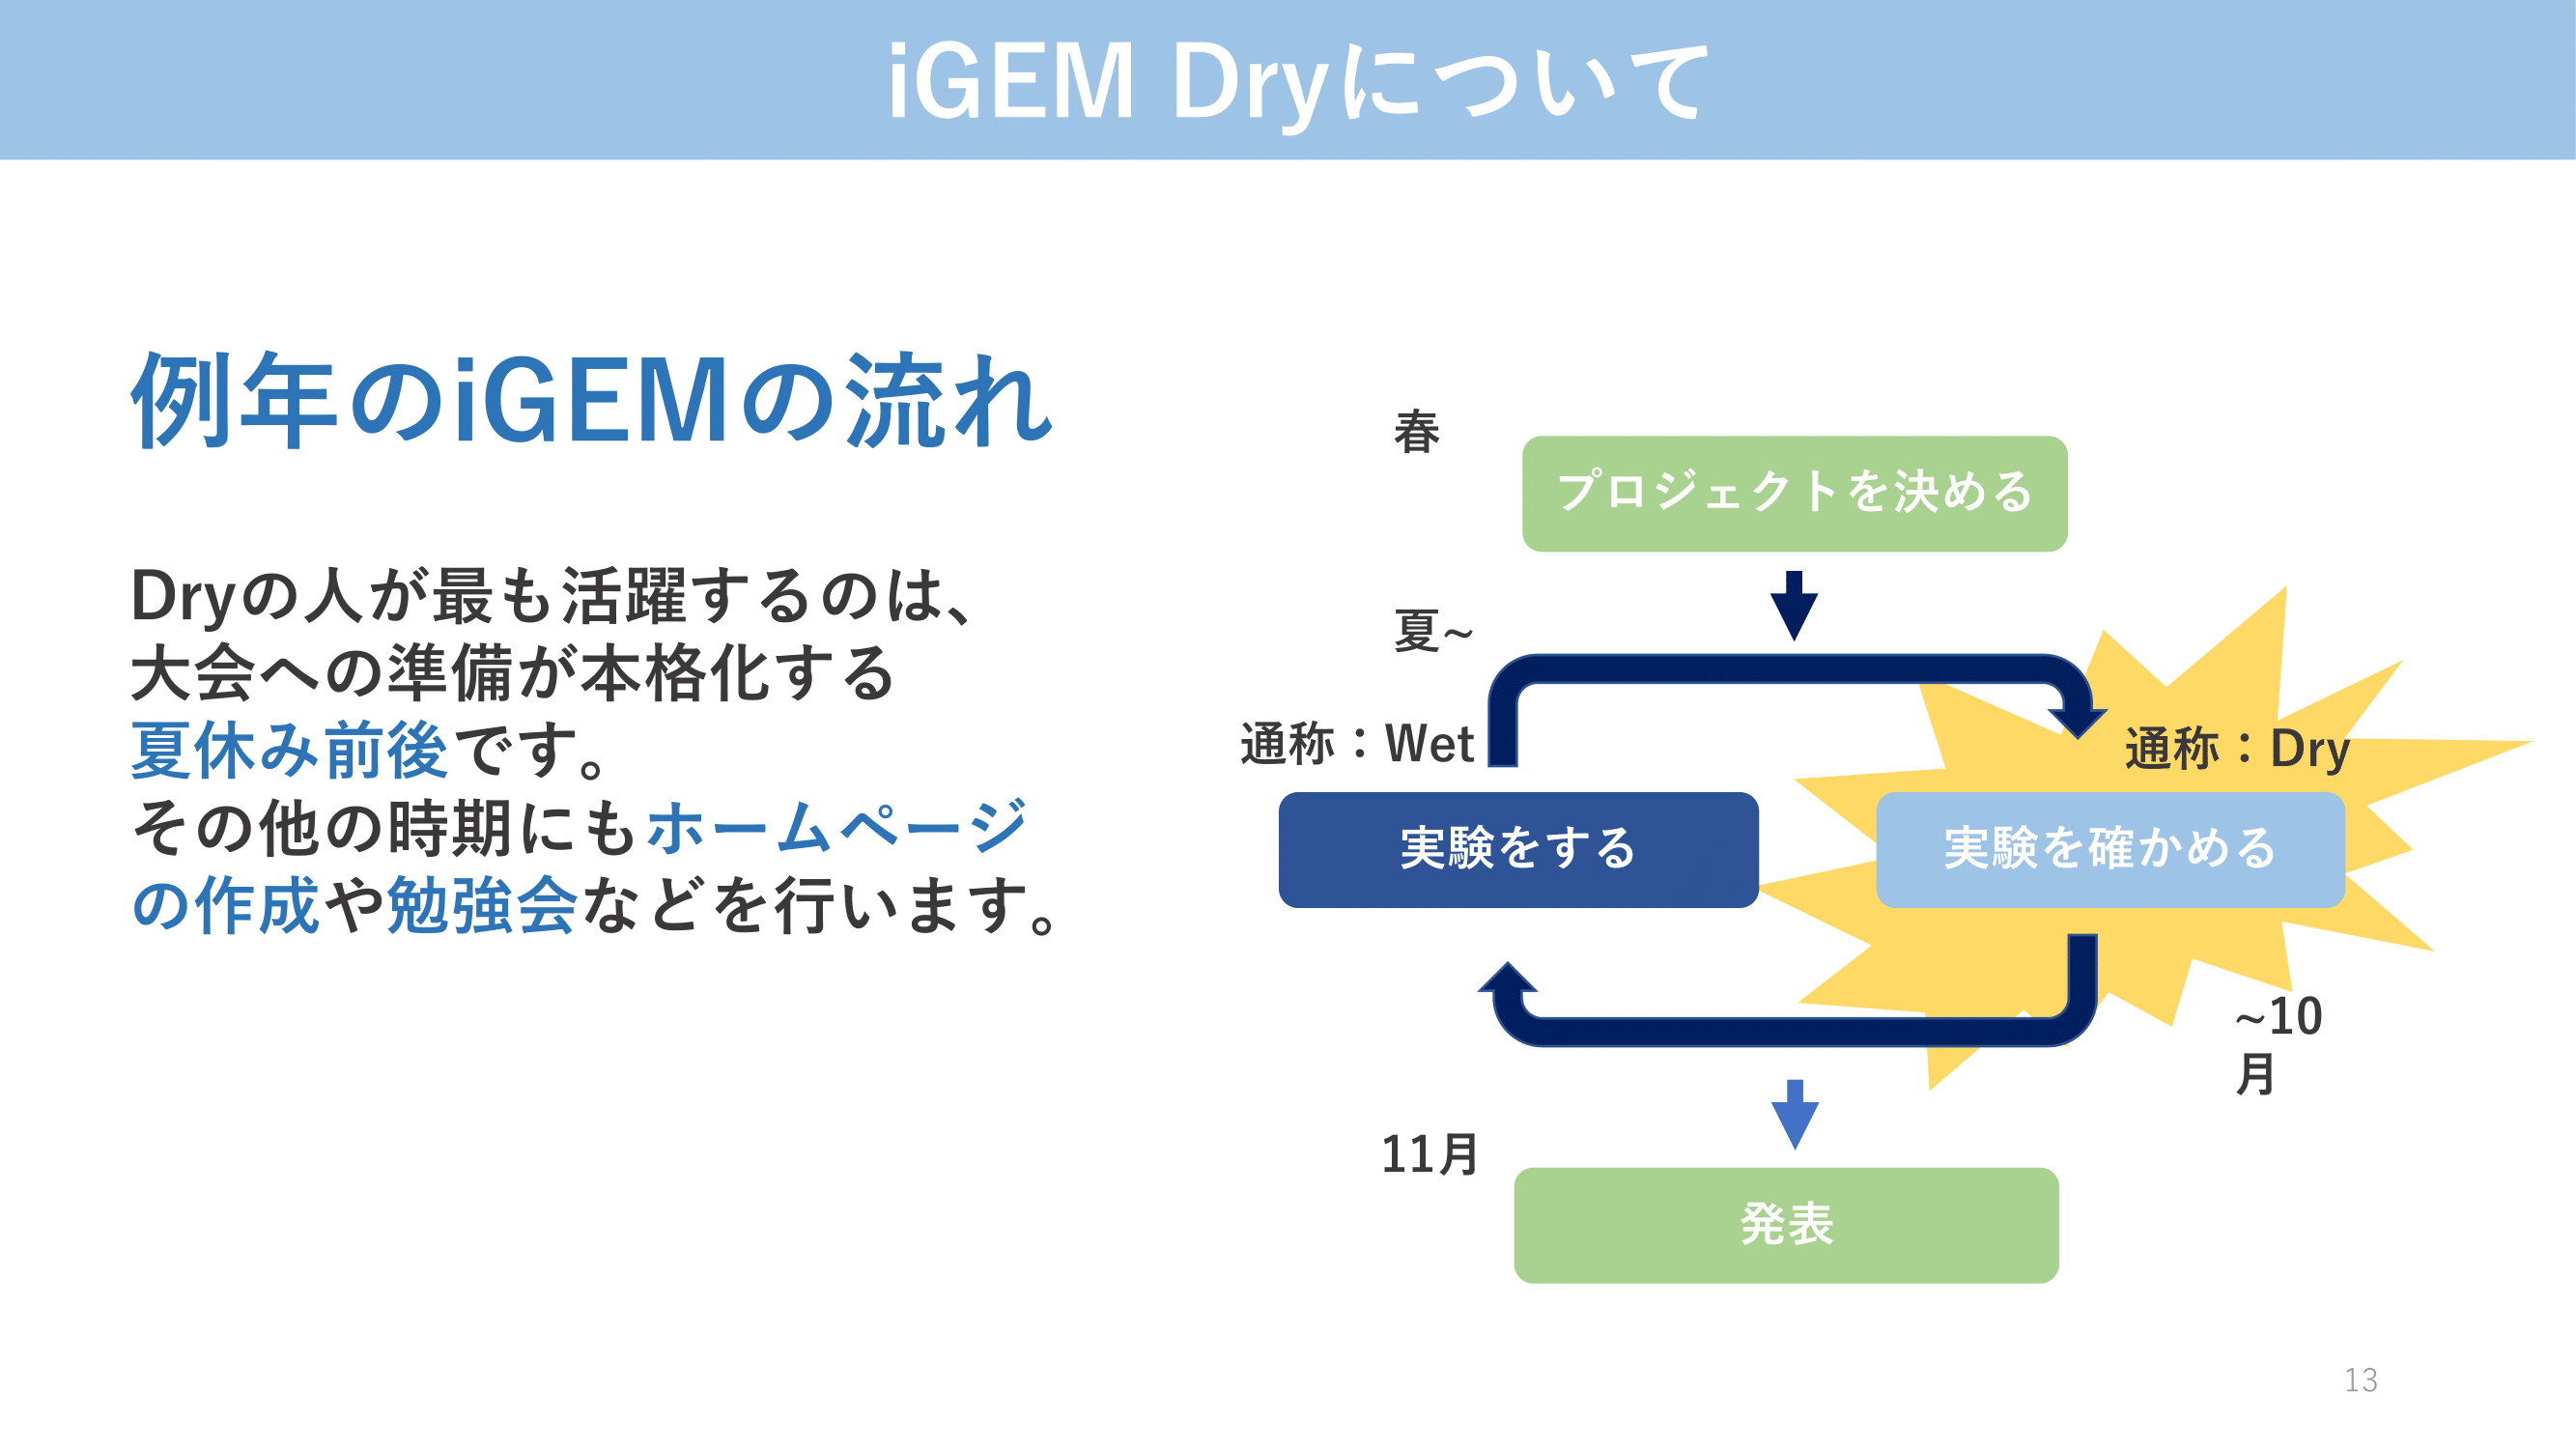 iGEM Dryについて
例年のiGEMの流れ
Dryの人が最も活躍するのは、
大会への準備が本格化する
夏休み前後です。
その他の時期にもホームページ
の作成や勉強会などを行います。
春
プロジェクトを決める
夏~
通称：Wet
通称：Dry
実験をする
実験を確かめる
~10
月
11月
発表
13